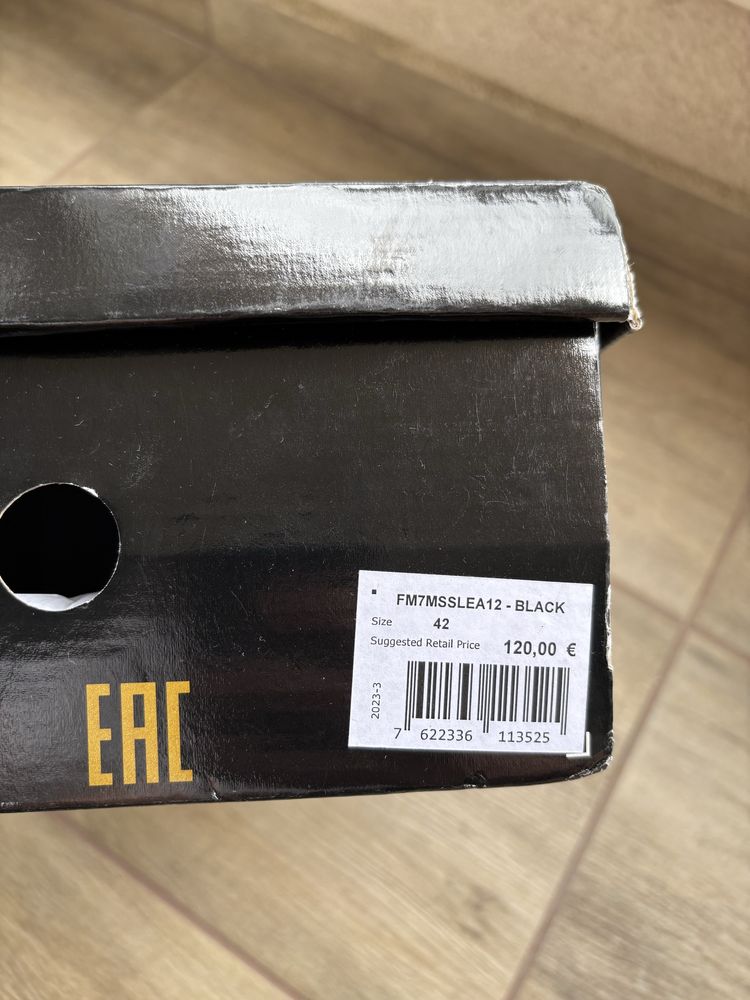 FM7MSSLEA12 - BLACK
Size 42
Suggested Retail Price 120,00 €
2023-3
7 622336 113525
EAC